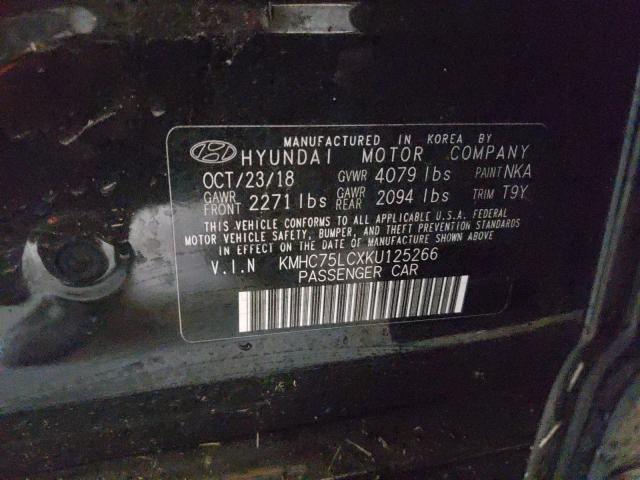 MANUFACTURED IN KOREA BY
HYUNDAI MOTOR COMPANY
OCT/23/18 GVWR 4079 lbs PAINT NKA
GAWR FRONT 2271 lbs GAWR REAR 2094 lbs TRIM T9Y
THIS VEHICLE CONFORMS TO ALL APPLICABLE U.S.A. FEDERAL
MOTOR VEHICLE SAFETY, BUMPER, AND THEFT PREVENTION
STANDARDS IN EFFECT ON THE DATE OF MANUFACTURE SHOWN ABOVE
V.I.N KMHC75LCXKU125266
PASSENGER CAR